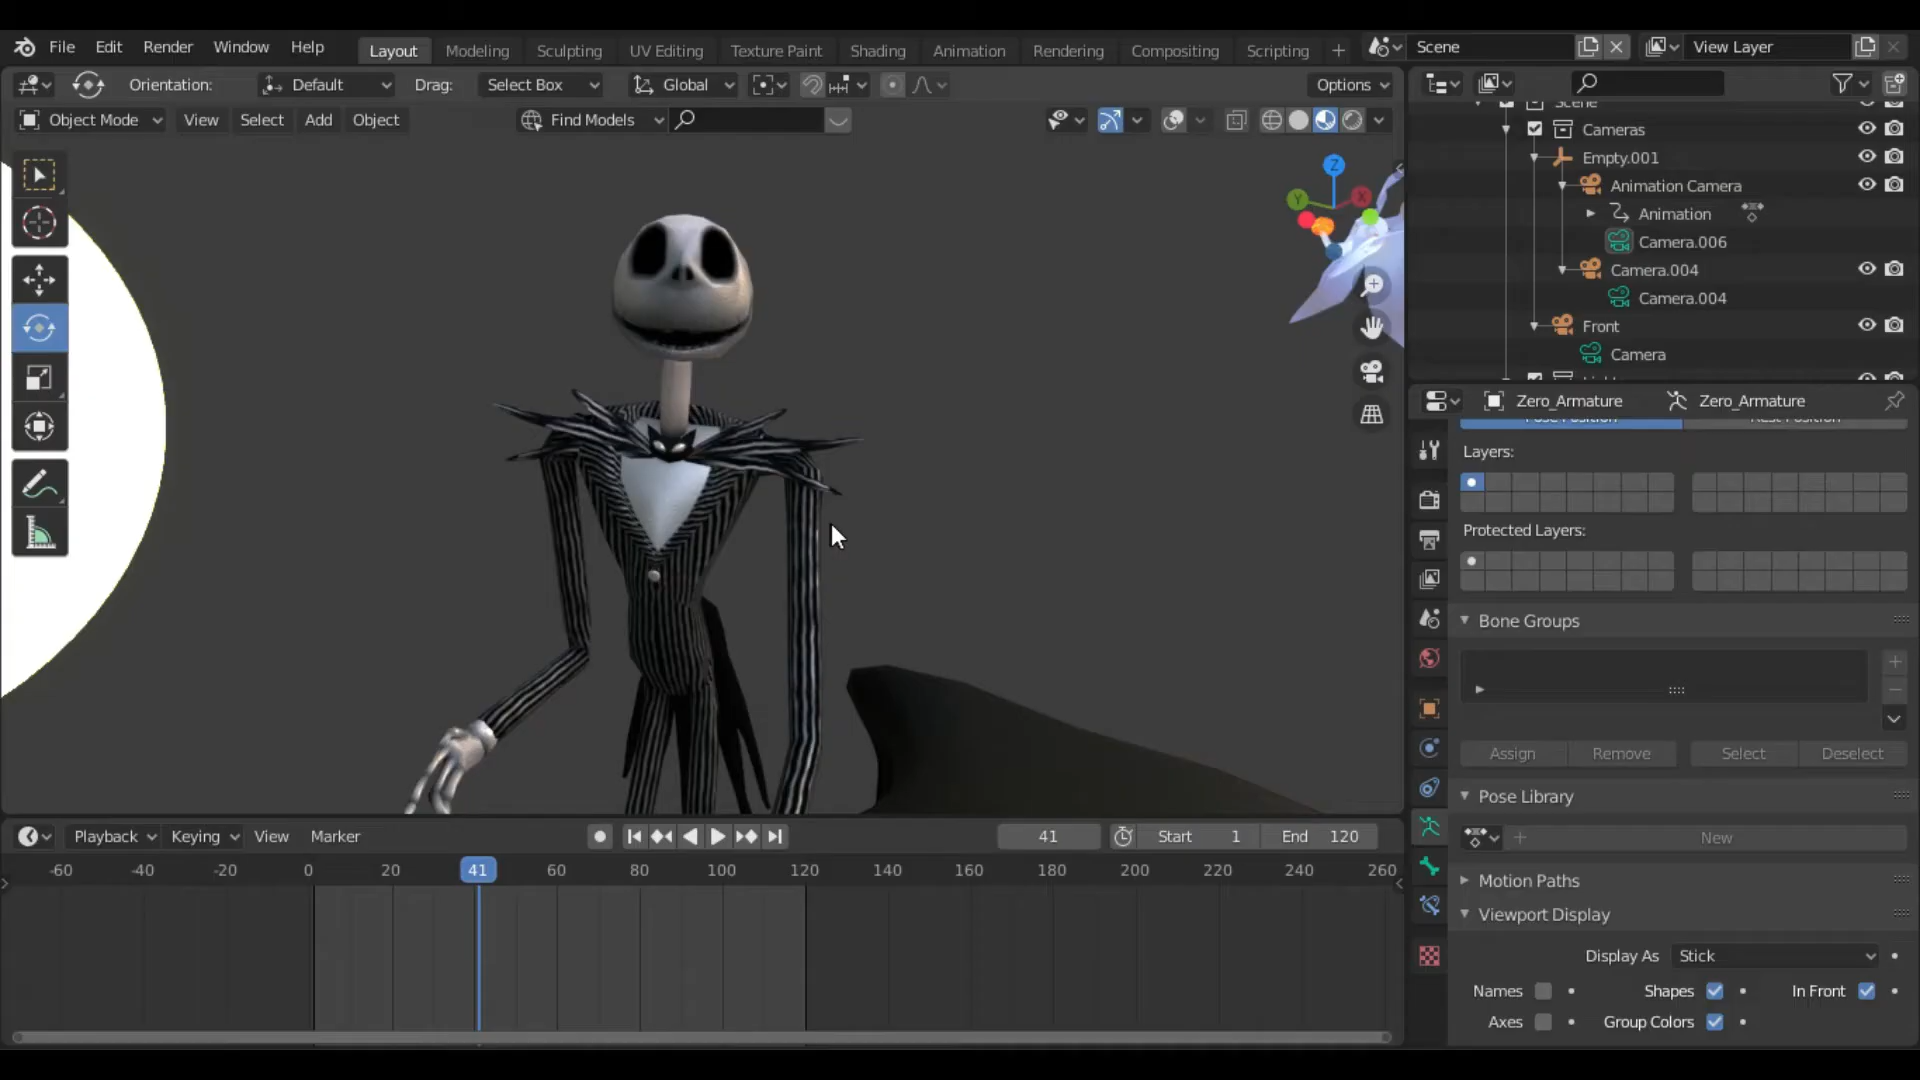 File Edit Render Window Help Layout Modeling Sculpting UV Editing Texture Paint Shading Animation Rendering Compositing Scripting + Scene View Layer
Orientation: Default Drag: Select Box Global Options
Object Mode View Select Add Object Find Models
Scene
Cameras
Empty.001
Animation Camera
Animation
Camera.006
Camera.004
Camera.004
Front
Camera
Z
Y
X
Zero_Armature Zero_Armature
Pose Position Rest Position
Layers:
Protected Layers:
Bone Groups
Assign Remove Select Deselect
Pose Library
+ New
Motion Paths
Viewport Display
Display As Stick
Names Shapes In Front
Axes Group Colors
Playback Keying View Marker 41 Start 1 End 120
-60 -40 -20 0 20 41 60 80 100 120 140 160 180 200 220 240 260